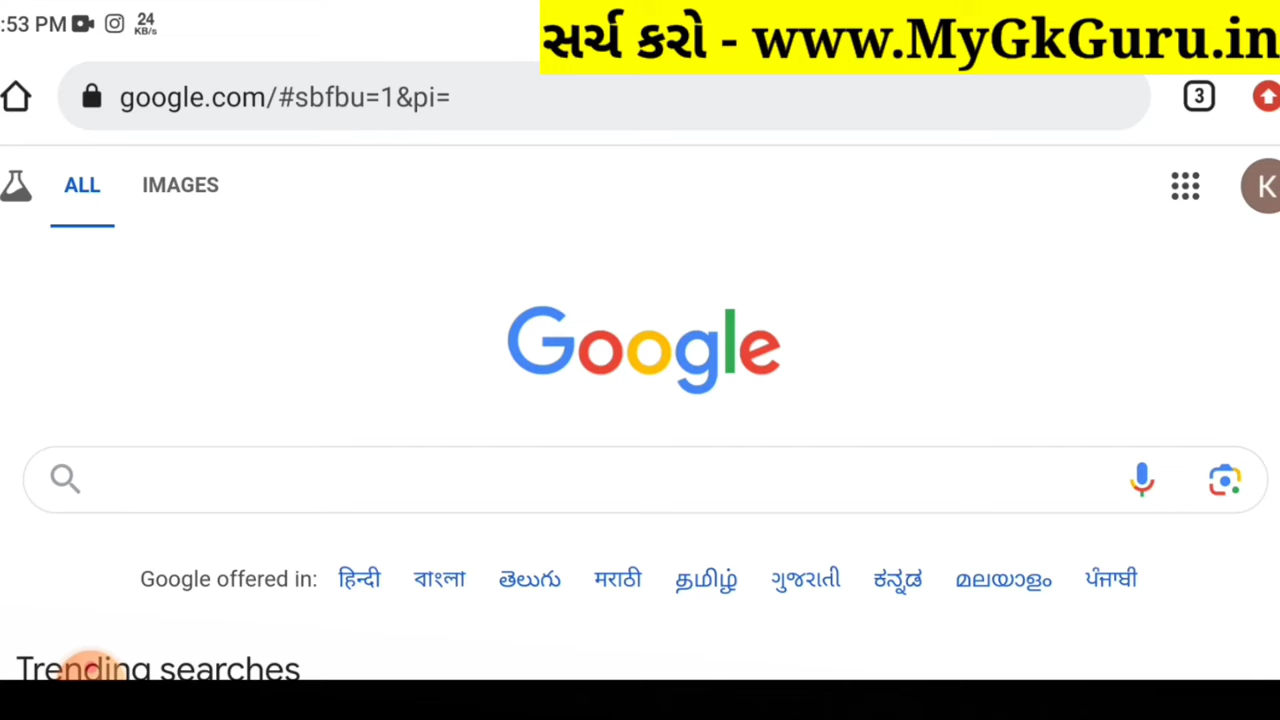 :53 PM 24 KB/s
સર્ચ કરો - www.MyGkGuru.in
google.com/#sbfbu=1&pi= 3
ALL IMAGES K
Google
Google offered in: हिन्दी বাংলা తెలుగు मराठी தமிழ் ગુજરાતી ಕನ್ನಡ മലയാളം ਪੰਜਾਬੀ
Trending searches